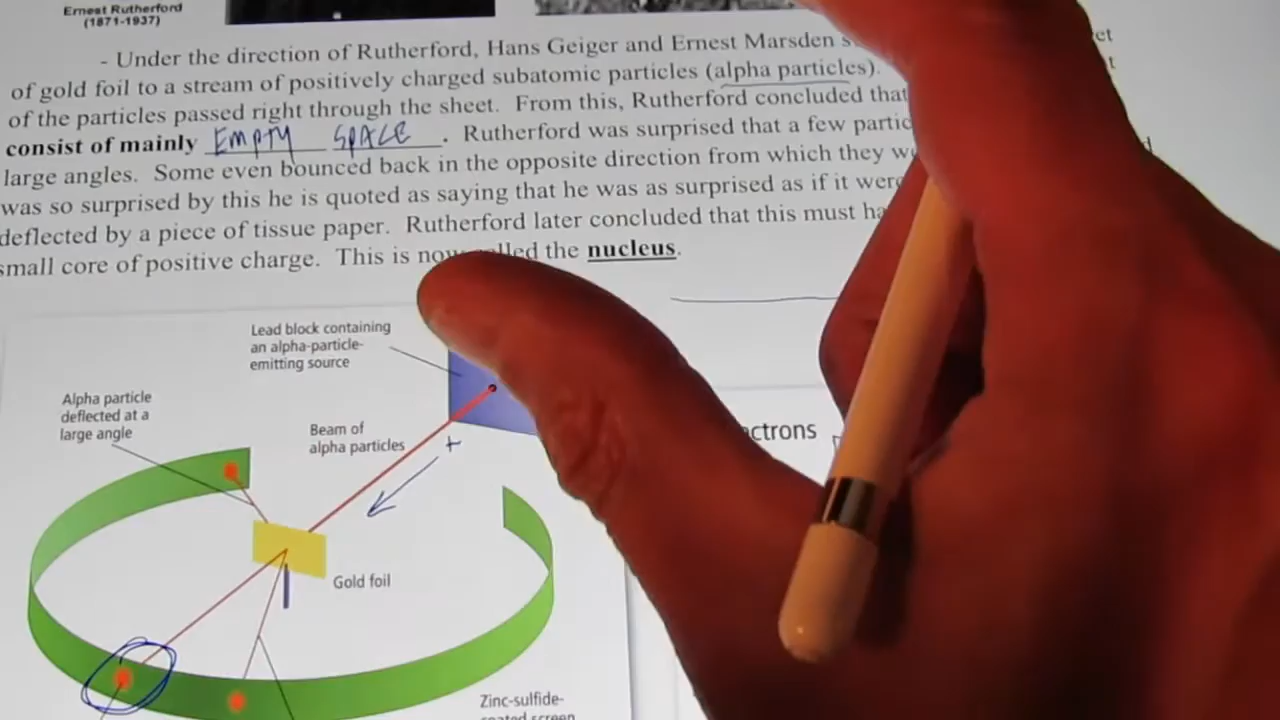 Ernest Rutherford
(1871-1937)
- Under the direction of Rutherford, Hans Geiger and Ernest Marsden
of gold foil to a stream of positively charged subatomic particles (alpha particles).
of the particles passed right through the sheet. From this, Rutherford concluded that
consist of mainly EMPTY SPACE. Rutherford was surprised that a few
large angles. Some even bounced back in the opposite direction from which they
was so surprised by this he is quoted as saying that he was as surprised as if it were
deflected by a piece of tissue paper. Rutherford later concluded that this must
small core of positive charge. This is now called the nucleus.
Lead block containing
an alpha-particle-
emitting source
Alpha particle
deflected at a
large angle
Beam of
alpha particles
+
Gold foil
Zinc-sulfide-
coated screen